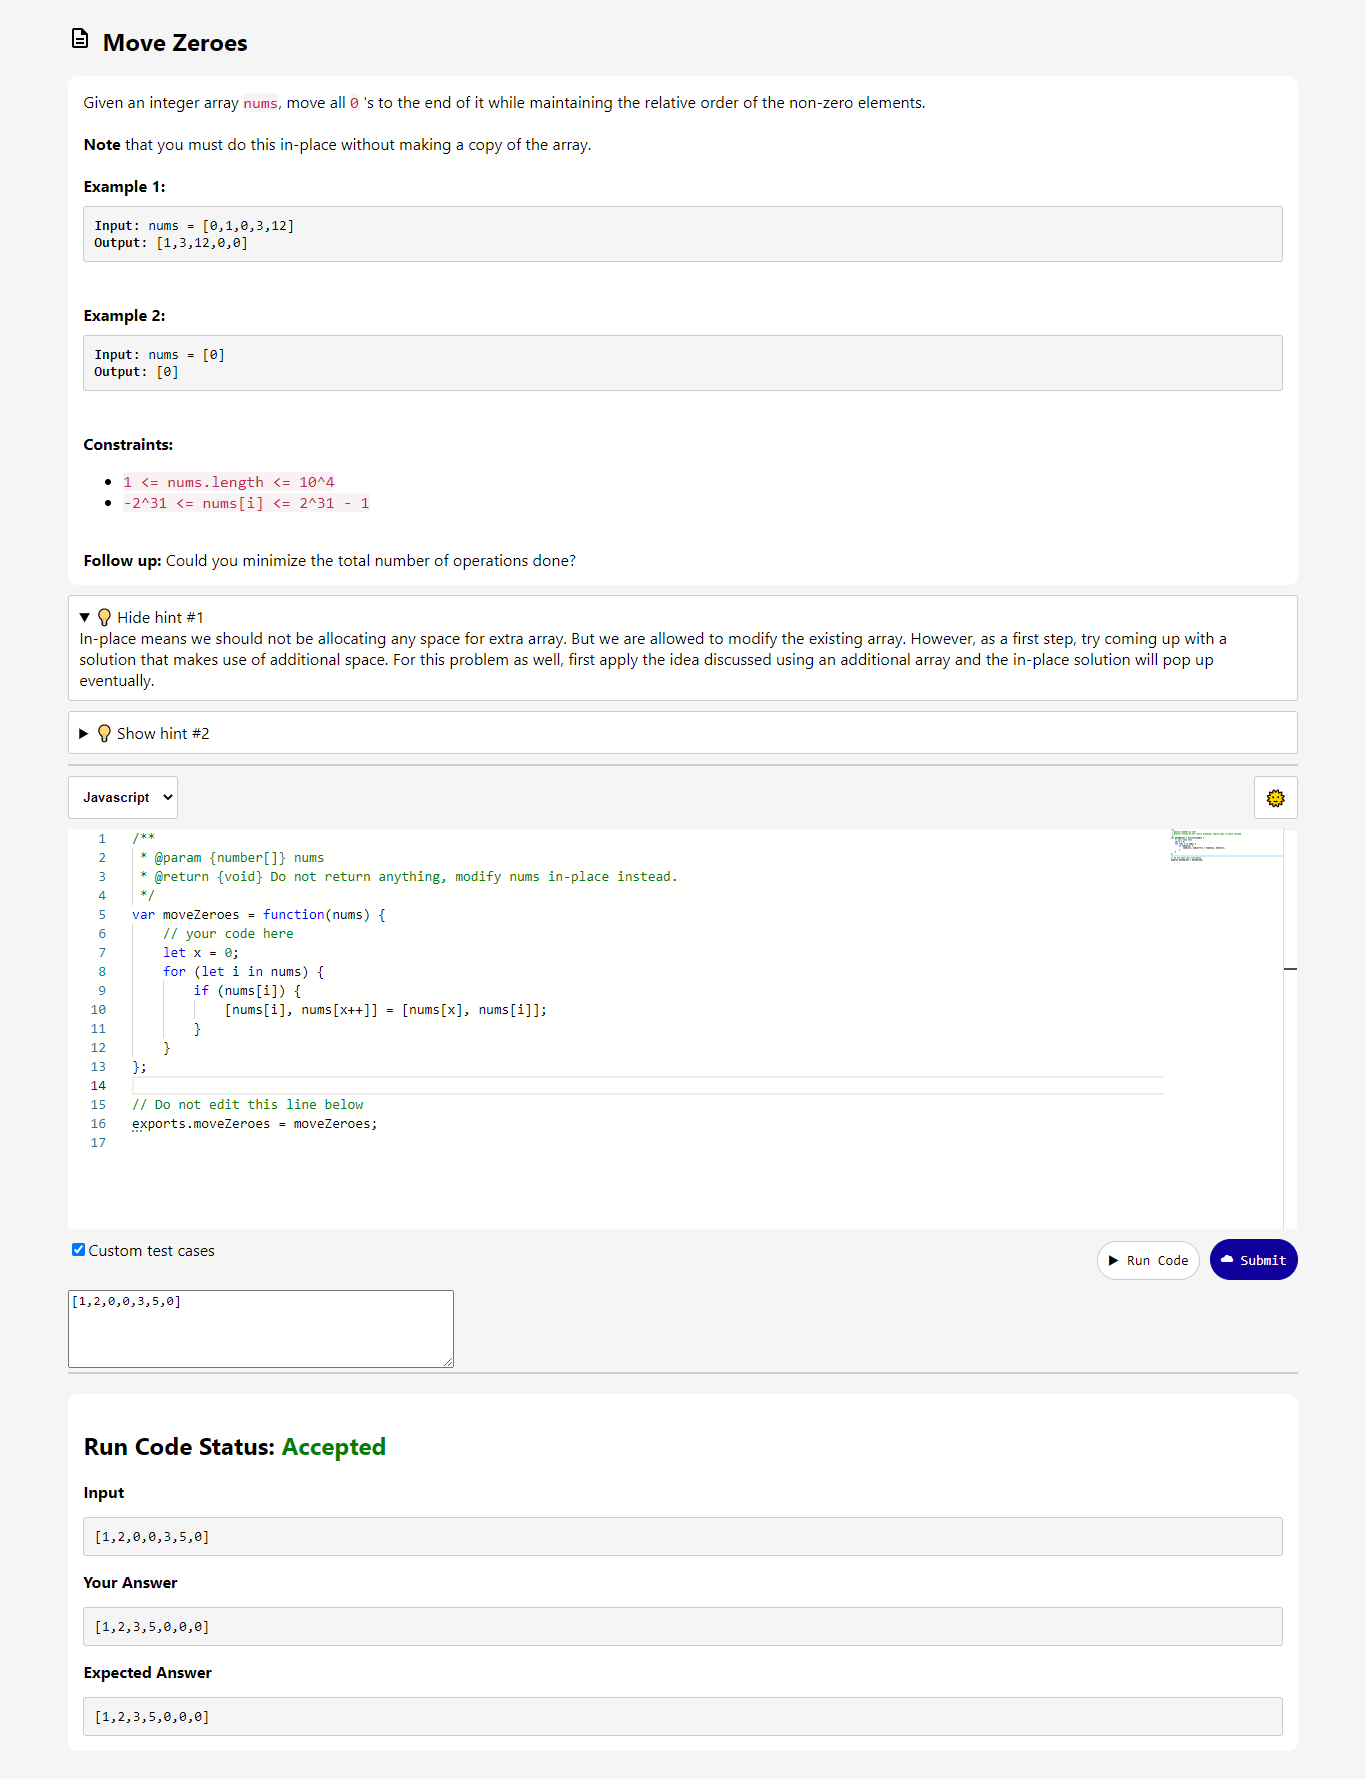 Move Zeroes
Given an integer array nums, move all 0 's to the end of it while maintaining the relative order of the non-zero elements.
Note that you must do this in-place without making a copy of the array.
Example 1:
Input: nums = [0,1,0,3,12]
Output: [1,3,12,0,0]
Example 2:
Input: nums = [0]
Output: [0]
Constraints:
1 <= nums.length <= 10^4
-2^31 <= nums[i] <= 2^31 - 1
Follow up: Could you minimize the total number of operations done?
▼ 💡 Hide hint #1
In-place means we should not be allocating any space for extra array. But we are allowed to modify the existing array. However, as a first step, try coming up with a
solution that makes use of additional space. For this problem as well, first apply the idea discussed using an additional array and the in-place solution will pop up
eventually.
▶ 💡 Show hint #2
Javascript
1 /**
2  * @param {number[]} nums
3  * @return {void} Do not return anything, modify nums in-place instead.
4  */
5 var moveZeroes = function(nums) {
6     // your code here
7     let x = 0;
8     for (let i in nums) {
9         if (nums[i]) {
10             [nums[i], nums[x++]] = [nums[x], nums[i]];
11         }
12     }
13 };
14
15 // Do not edit this line below
16 exports.moveZeroes = moveZeroes;
17
Custom test cases
▶ Run Code
Submit
[1,2,0,0,3,5,0]
Run Code Status: Accepted
Input
[1,2,0,0,3,5,0]
Your Answer
[1,2,3,5,0,0,0]
Expected Answer
[1,2,3,5,0,0,0]